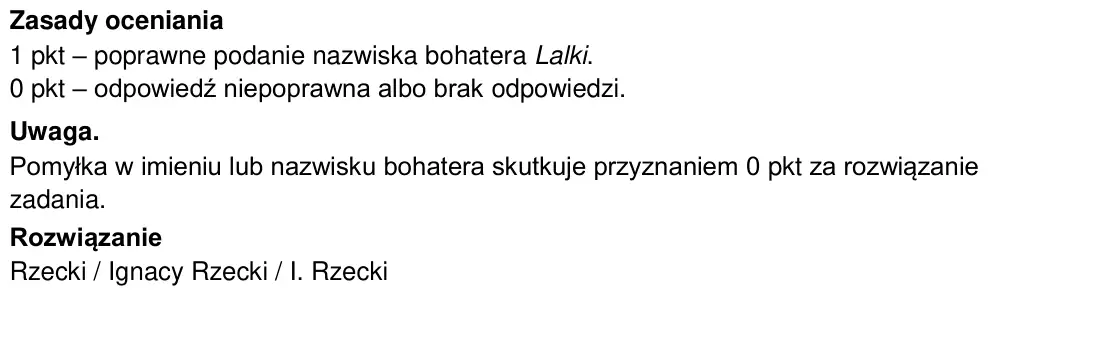 Zasady oceniania
1 pkt – poprawne podanie nazwiska bohatera Lalki.
0 pkt – odpowiedź niepoprawna albo brak odpowiedzi.
Uwaga.
Pomyłka w imieniu lub nazwisku bohatera skutkuje przyznaniem 0 pkt za rozwiązanie
zadania.
Rozwiązanie
Rzecki / Ignacy Rzecki / I. Rzecki